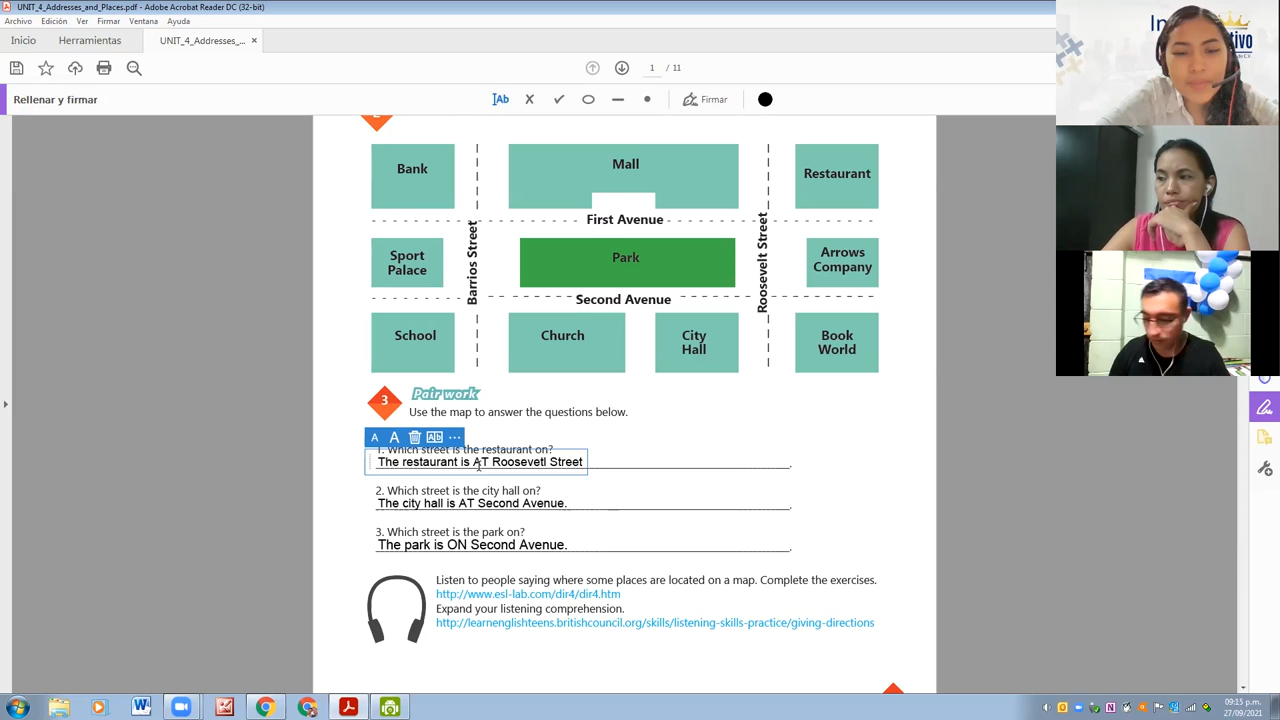 UNIT_4_Addresses_and_Places.pdf - Adobe Acrobat Reader DC (32-bit)
Archivo Edición Ver Firmar Ventana Ayuda
Inicio Herramientas UNIT_4_Addresses_... ×
1 / 11
Rellenar y firmar
Ab Firmar
Bank
Mall
Restaurant
First Avenue
Barrios Street
Roosevelt Street
Sport
Palace
Park
Arrows
Company
Second Avenue
School
Church
City
Hall
Book
World
3
Pair work
Use the map to answer the questions below.
1. Which street is the restaurant on?
The restaurant is AT Roosevetl Street
2. Which street is the city hall on?
The city hall is AT Second Avenue.
3. Which street is the park on?
The park is ON Second Avenue.
Listen to people saying where some places are located on a map. Complete the exercises.
http://www.esl-lab.com/dir4/dir4.htm
Expand your listening comprehension.
http://learnenglishteens.britishcouncil.org/skills/listening-skills-practice/giving-directions
09:15 p.m.
27/09/2021